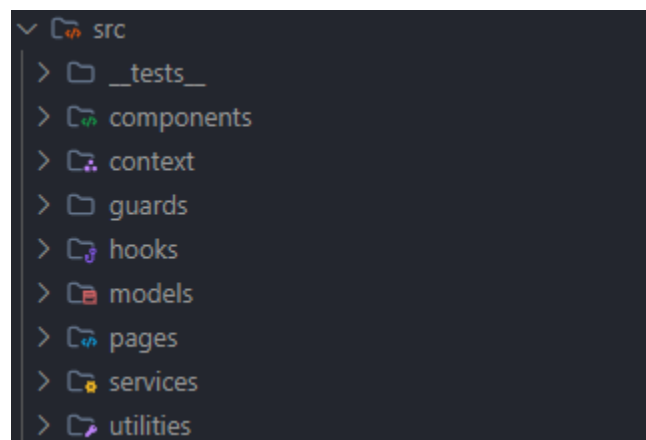 src
__tests__
components
context
guards
hooks
models
pages
services
utilities